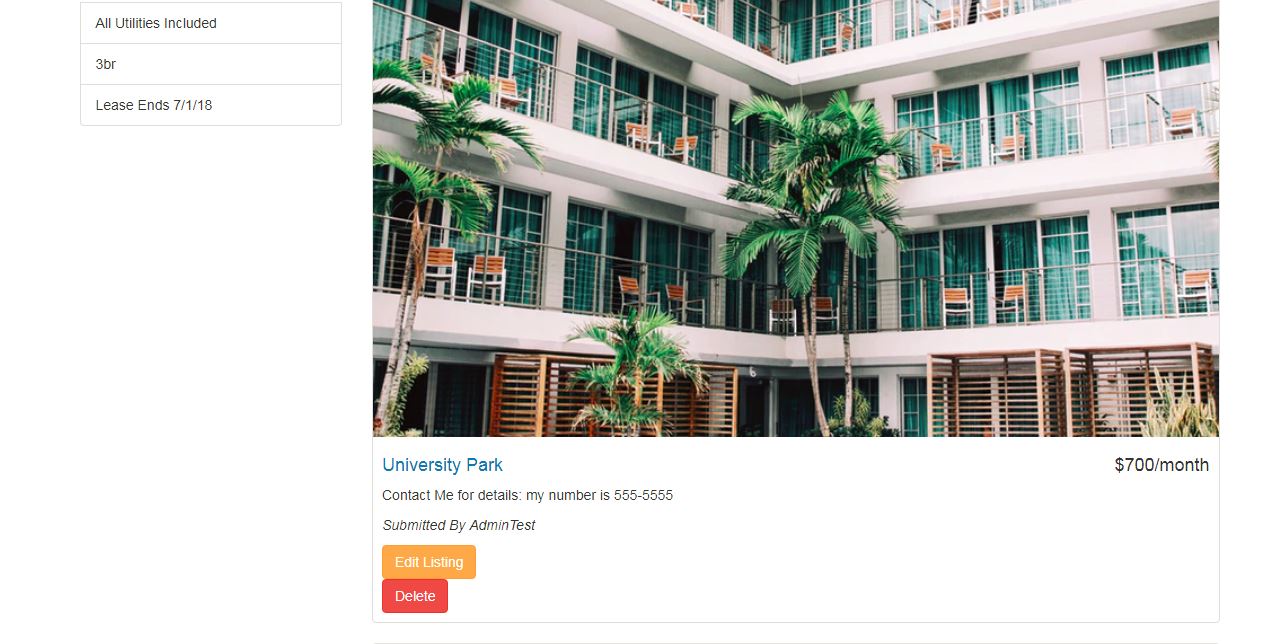 All Utilities Included
3br
Lease Ends 7/1/18
6
University Park
$700/month
Contact Me for details: my number is 555-5555
Submitted By AdminTest
Edit Listing
Delete